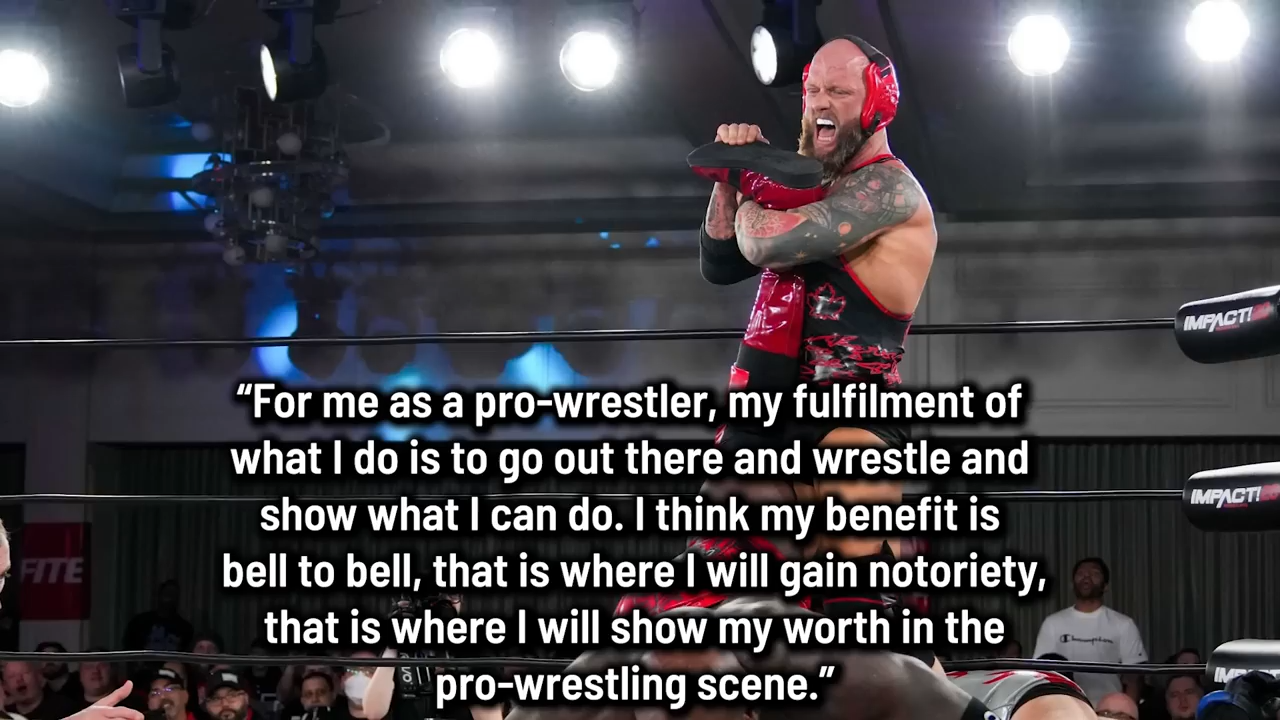 IMPACT!
“For me as a pro-wrestler, my fulfilment of
what I do is to go out there and wrestle and
show what I can do. I think my benefit is
IMPACT!
bell to bell, that is where I will gain notoriety,
FITE
that is where I will show my worth in the
Champion
pro-wrestling scene.”